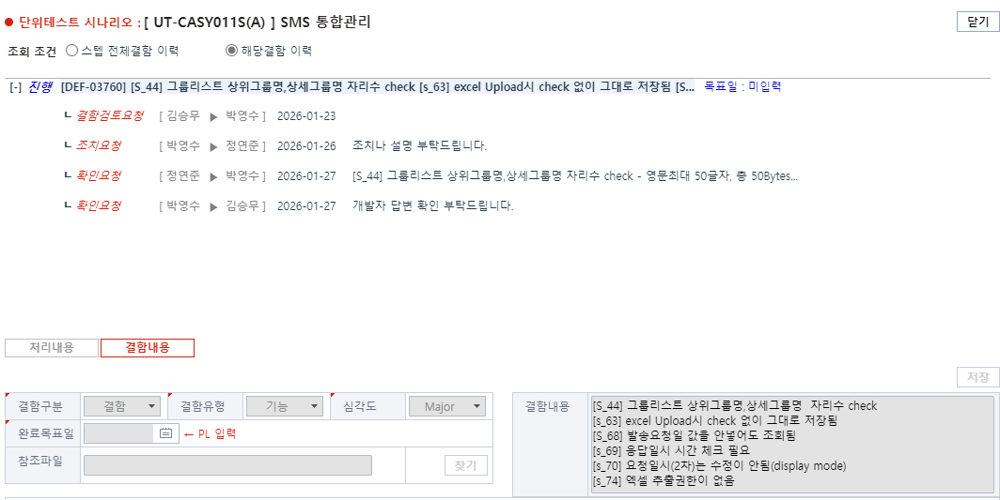 ● 단위테스트 시나리오 : [ UT-CASY011S(A) ] SMS 통합관리 닫기
조회 조건 스텝 전체결함 이력 해당결함 이력
[-] 진행 [DEF-03760] [S_44] 그룹리스트 상위그룹명,상세그룹명 자리수 check [s_63] excel Upload시 check 없이 그대로 저장됨 [S... 목표일 : 미입력
┗ 결함검토요청 [ 김승무 ▶ 박영수 ] 2026-01-23
┗ 조치요청 [ 박영수 ▶ 정연준 ] 2026-01-26 조치나 설명 부탁드립니다.
┗ 확인요청 [ 정연준 ▶ 박영수 ] 2026-01-27 [S_44] 그룹리스트 상위그룹명,상세그룹명 자리수 check - 영문최대 50글자, 총 50Bytes...
┗ 확인요청 [ 박영수 ▶ 김승무 ] 2026-01-27 개발자 답변 확인 부탁드립니다.
처리내용 결함내용
저장
결함구분 결함 결함유형 기능 심각도 Major
완료목표일 ← PL 입력
참조파일 찾기
결함내용
[S_44] 그룹리스트 상위그룹명,상세그룹명  자리수 check
[s_63] excel Upload시 check 없이 그대로 저장됨
[S_68] 발송요청일 값을 안넣어도 조회됨
[s_69] 응답일시 시간 체크 필요
[s_70] 요청일시(2차)는 수정이 안됨(display mode)
[s_74] 엑셀 추출권한이 없음